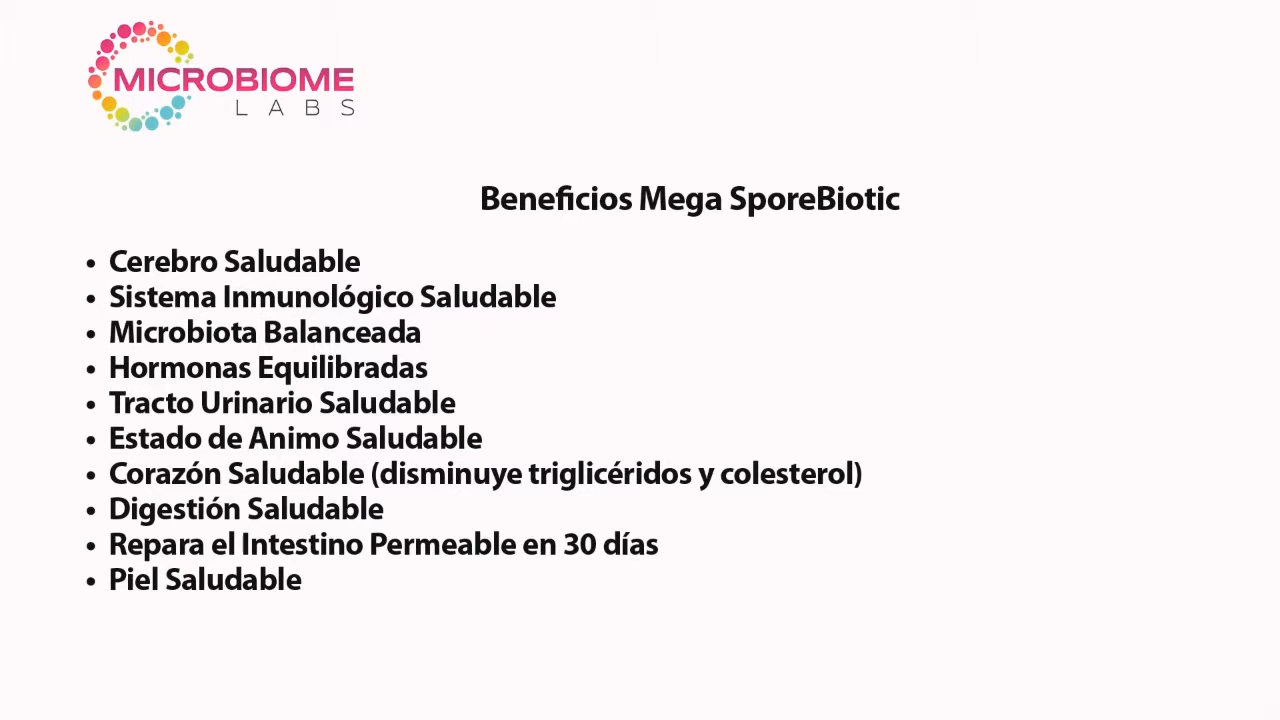 MICROBIOME
LABS
Beneficios Mega SporeBiotic
• Cerebro Saludable
• Sistema Inmunológico Saludable
• Microbiota Balanceada
• Hormonas Equilibradas
• Tracto Urinario Saludable
• Estado de Animo Saludable
• Corazón Saludable (disminuye triglicéridos y colesterol)
• Digestión Saludable
• Repara el Intestino Permeable en 30 días
• Piel Saludable